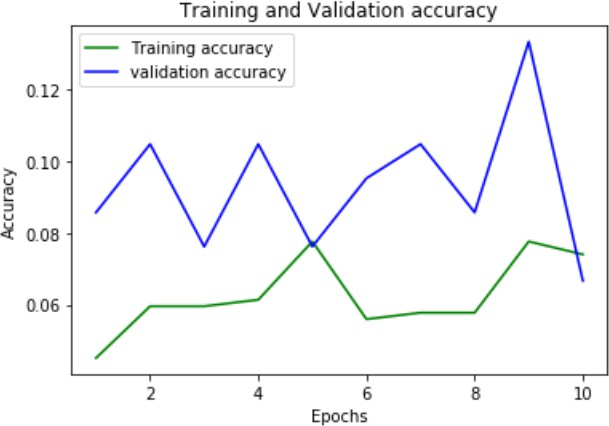 Training and Validation accuracy
Training accuracy
validation accuracy
0.12
0.10
0.08
0.06
Accuracy
2
4
6
8
10
Epochs